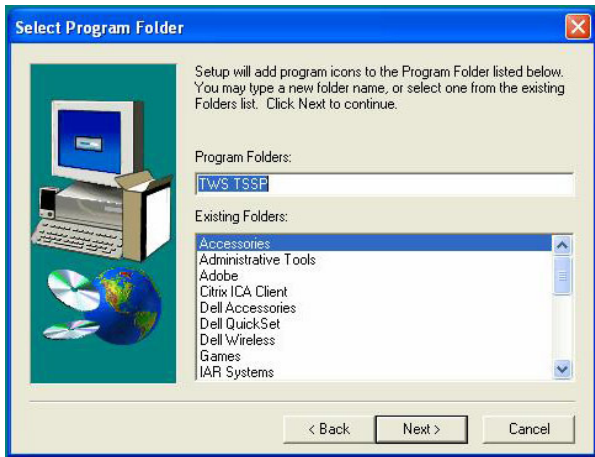 Select Program Folder
Setup will add program icons to the Program Folder listed below.
You may type a new folder name, or select one from the existing
Folders list. Click Next to continue.
Program Folders:
TWS TSSP
Existing Folders:
Accessories
Administrative Tools
Adobe
Citrix ICA Client
Dell Accessories
Dell QuickSet
Dell Wireless
Games
IAR Systems
< Back
Next >
Cancel